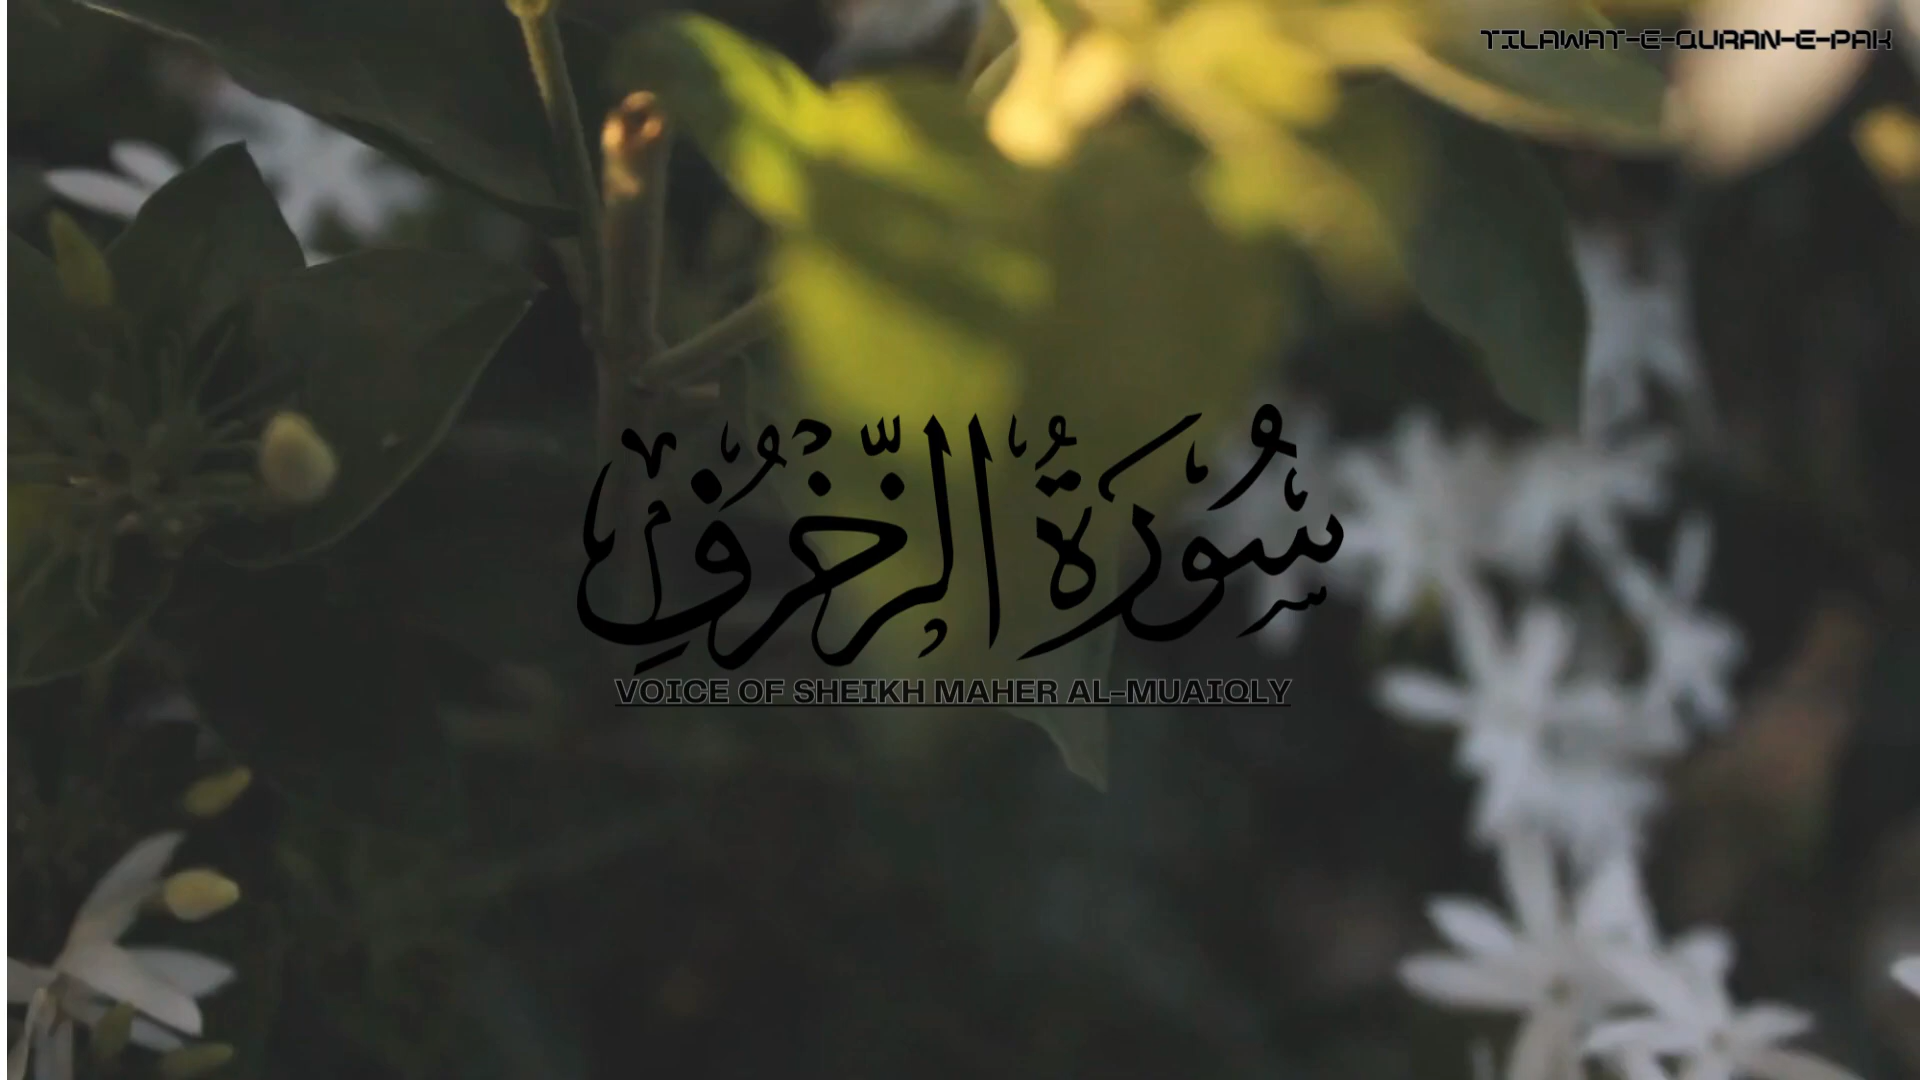 TILAWAT-E-QURAN-E-PAK
سُورَةُ الزُّخْرُفِ
VOICE OF SHEIKH MAHER AL-MUAIQLY